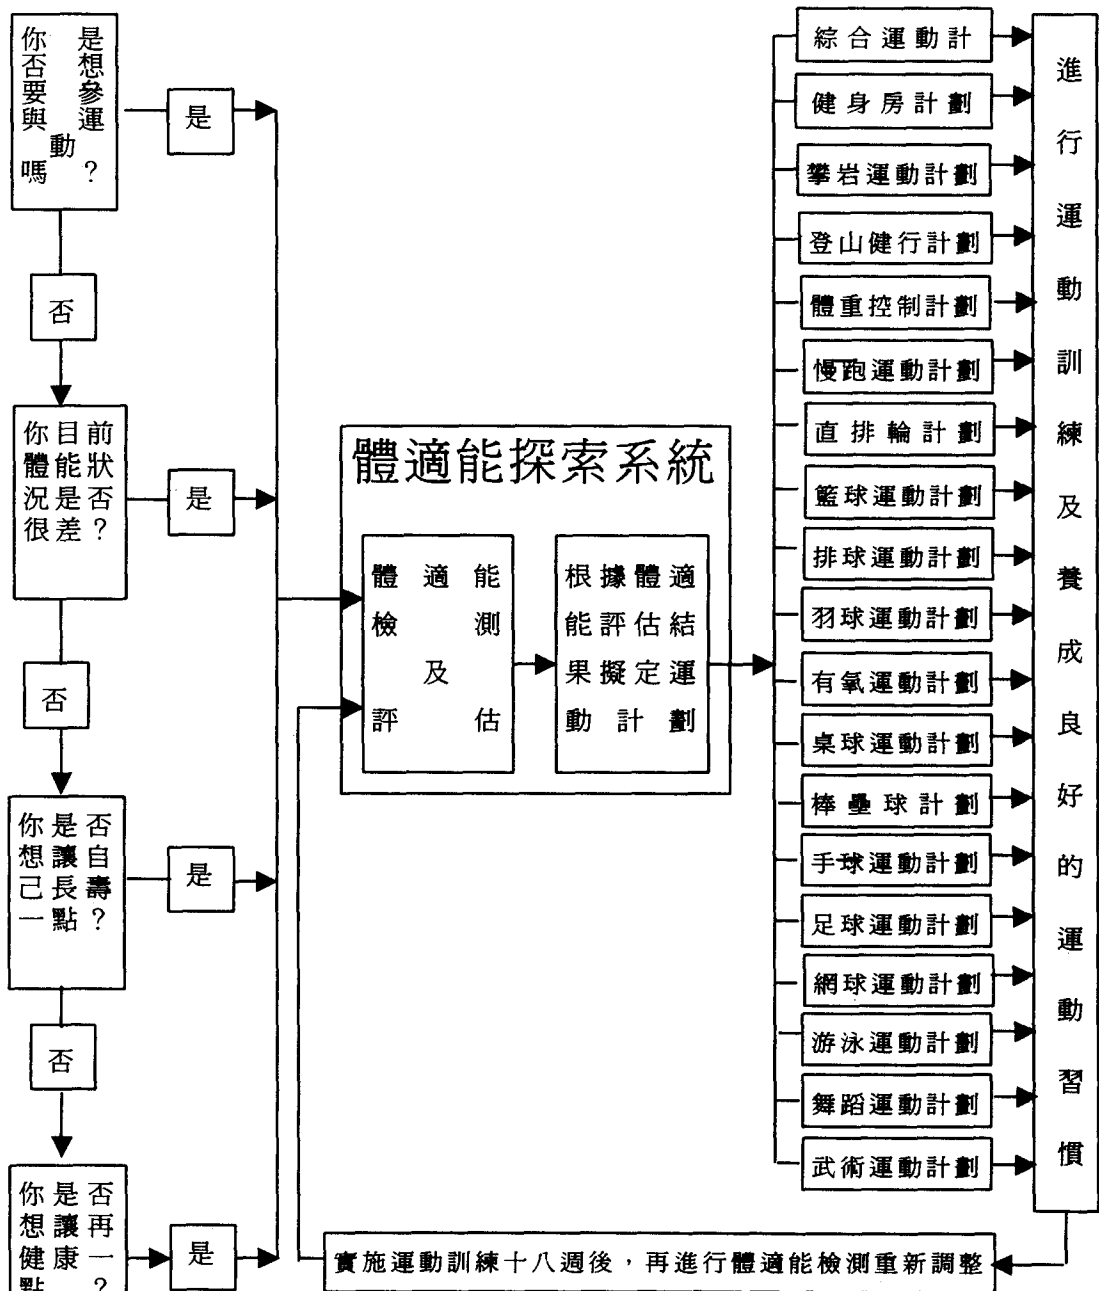 你　是
否想
要參
與運
動
嗎？
是
否
你目前
體能狀
況是否
很差？
是
否
你是否
想讓自
己長壽
一點？
是
否
你是否
想讓再
健康一
點？
是
體適能探索系統
體適能
檢測
及
評估
根據體適
能評估結
果擬定運
動計劃
綜合運動計
健身房計劃
攀岩運動計劃
登山健行計劃
體重控制計劃
慢跑運動計劃
直排輪計劃
籃球運動計劃
排球運動計劃
羽球運動計劃
有氧運動計劃
桌球運動計劃
棒壘球計劃
手球運動計劃
足球運動計劃
網球運動計劃
游泳運動計劃
舞蹈運動計劃
武術運動計劃
進行運動訓練及養成良好的運動習慣
實施運動訓練十八週後，再進行體適能檢測重新調整